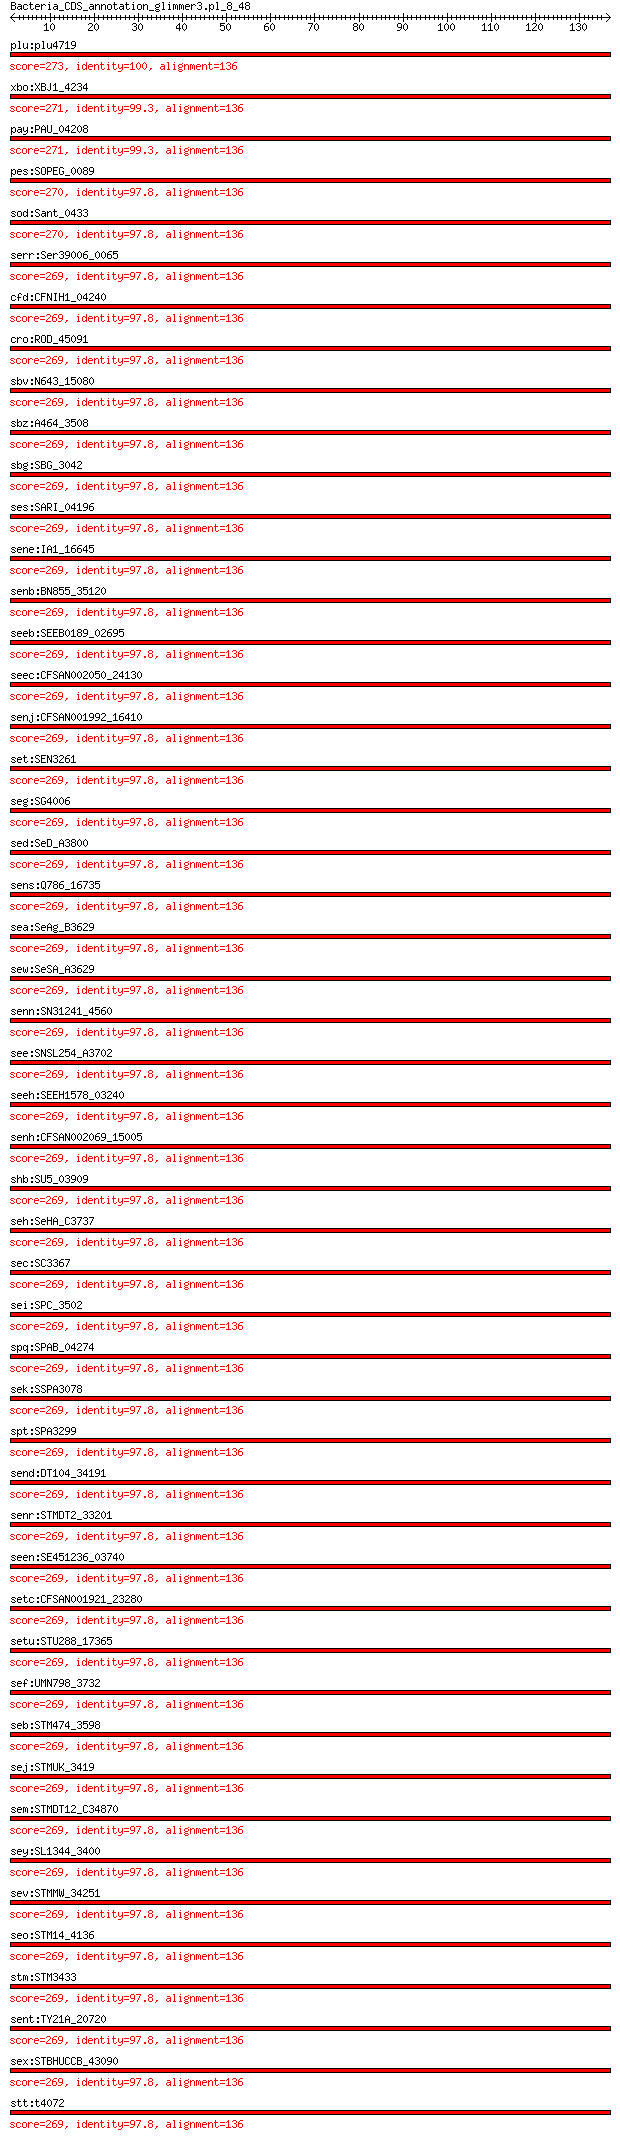 Bacteria_CDS_annotation_glimmer3.pl_8_48
10 20 30 40 50 60 70 80 90 100 110 120 130
plu:plu4719
score=273, identity=100, alignment=136
xbo:XBJ1_4234
score=271, identity=99.3, alignment=136
pay:PAU_04208
score=271, identity=99.3, alignment=136
pes:SOPEG_0089
score=270, identity=97.8, alignment=136
sod:Sant_0433
score=270, identity=97.8, alignment=136
serr:Ser39006_0065
score=269, identity=97.8, alignment=136
cfd:CFNIH1_04240
score=269, identity=97.8, alignment=136
cro:ROD_45091
score=269, identity=97.8, alignment=136
sbv:N643_15080
score=269, identity=97.8, alignment=136
sbz:A464_3508
score=269, identity=97.8, alignment=136
sbg:SBG_3042
score=269, identity=97.8, alignment=136
ses:SARI_04196
score=269, identity=97.8, alignment=136
sene:IA1_16645
score=269, identity=97.8, alignment=136
senb:BN855_35120
score=269, identity=97.8, alignment=136
seeb:SEEB0189_02695
score=269, identity=97.8, alignment=136
seec:CFSAN002050_24130
score=269, identity=97.8, alignment=136
senj:CFSAN001992_16410
score=269, identity=97.8, alignment=136
set:SEN3261
score=269, identity=97.8, alignment=136
seg:SG4006
score=269, identity=97.8, alignment=136
sed:SeD_A3800
score=269, identity=97.8, alignment=136
sens:Q786_16735
score=269, identity=97.8, alignment=136
sea:SeAg_B3629
score=269, identity=97.8, alignment=136
sew:SeSA_A3629
score=269, identity=97.8, alignment=136
senn:SN31241_4560
score=269, identity=97.8, alignment=136
see:SNSL254_A3702
score=269, identity=97.8, alignment=136
seeh:SEEH1578_03240
score=269, identity=97.8, alignment=136
senh:CFSAN002069_15005
score=269, identity=97.8, alignment=136
shb:SU5_03909
score=269, identity=97.8, alignment=136
seh:SeHA_C3737
score=269, identity=97.8, alignment=136
sec:SC3367
score=269, identity=97.8, alignment=136
sei:SPC_3502
score=269, identity=97.8, alignment=136
spq:SPAB_04274
score=269, identity=97.8, alignment=136
sek:SSPA3078
score=269, identity=97.8, alignment=136
spt:SPA3299
score=269, identity=97.8, alignment=136
send:DT104_34191
score=269, identity=97.8, alignment=136
senr:STMDT2_33201
score=269, identity=97.8, alignment=136
seen:SE451236_03740
score=269, identity=97.8, alignment=136
setc:CFSAN001921_23280
score=269, identity=97.8, alignment=136
setu:STU288_17365
score=269, identity=97.8, alignment=136
sef:UMN798_3732
score=269, identity=97.8, alignment=136
seb:STM474_3598
score=269, identity=97.8, alignment=136
sej:STMUK_3419
score=269, identity=97.8, alignment=136
sem:STMDT12_C34870
score=269, identity=97.8, alignment=136
sey:SL1344_3400
score=269, identity=97.8, alignment=136
sev:STMMW_34251
score=269, identity=97.8, alignment=136
seo:STM14_4136
score=269, identity=97.8, alignment=136
stm:STM3433
score=269, identity=97.8, alignment=136
sent:TY21A_20720
score=269, identity=97.8, alignment=136
sex:STBHUCCB_43090
score=269, identity=97.8, alignment=136
stt:t4072
score=269, identity=97.8, alignment=136